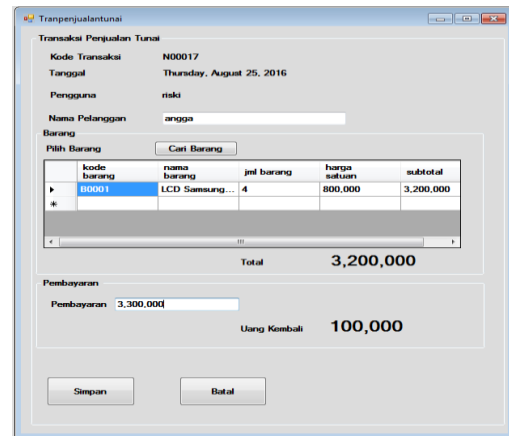 Tranpenjualantunai
Transaksi Penjualan Tunai
Kode Transaksi N00017
Tanggal Thursday, August 25, 2016
Pengguna riski
Nama Pelanggan angga
Barang
Pilih Barang Cari Barang
kode barang nama barang jml barang harga satuan subtotal
B0001 LCD Samsung... 4 800,000 3,200,000
Total 3,200,000
Pembayaran
Pembayaran 3,300,000
Uang Kembali 100,000
Simpan Batal